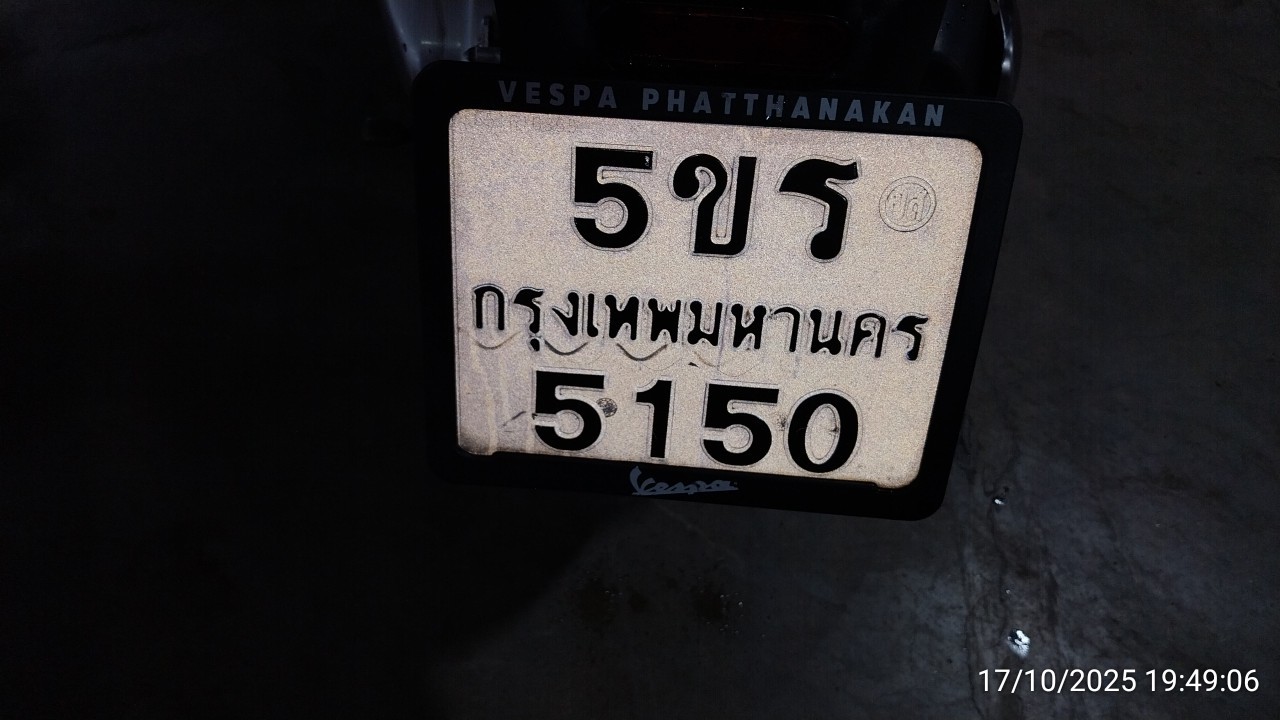 VESPA PHATTHANAKAN
5ขร
กรุงเทพมหานคร
5150
Vespa
17/10/2025 19:49:06